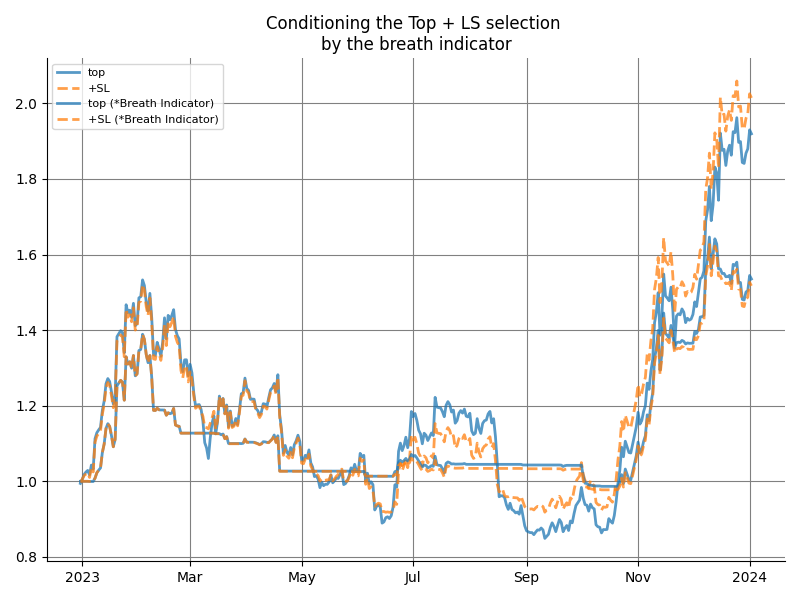 Conditioning the Top + LS selection
by the breath indicator
top
+SL
top (*Breath Indicator)
+SL (*Breath Indicator)
2.0
1.8
1.6
1.4
1.2
1.0
0.8
2023 Mar May Jul Sep Nov 2024